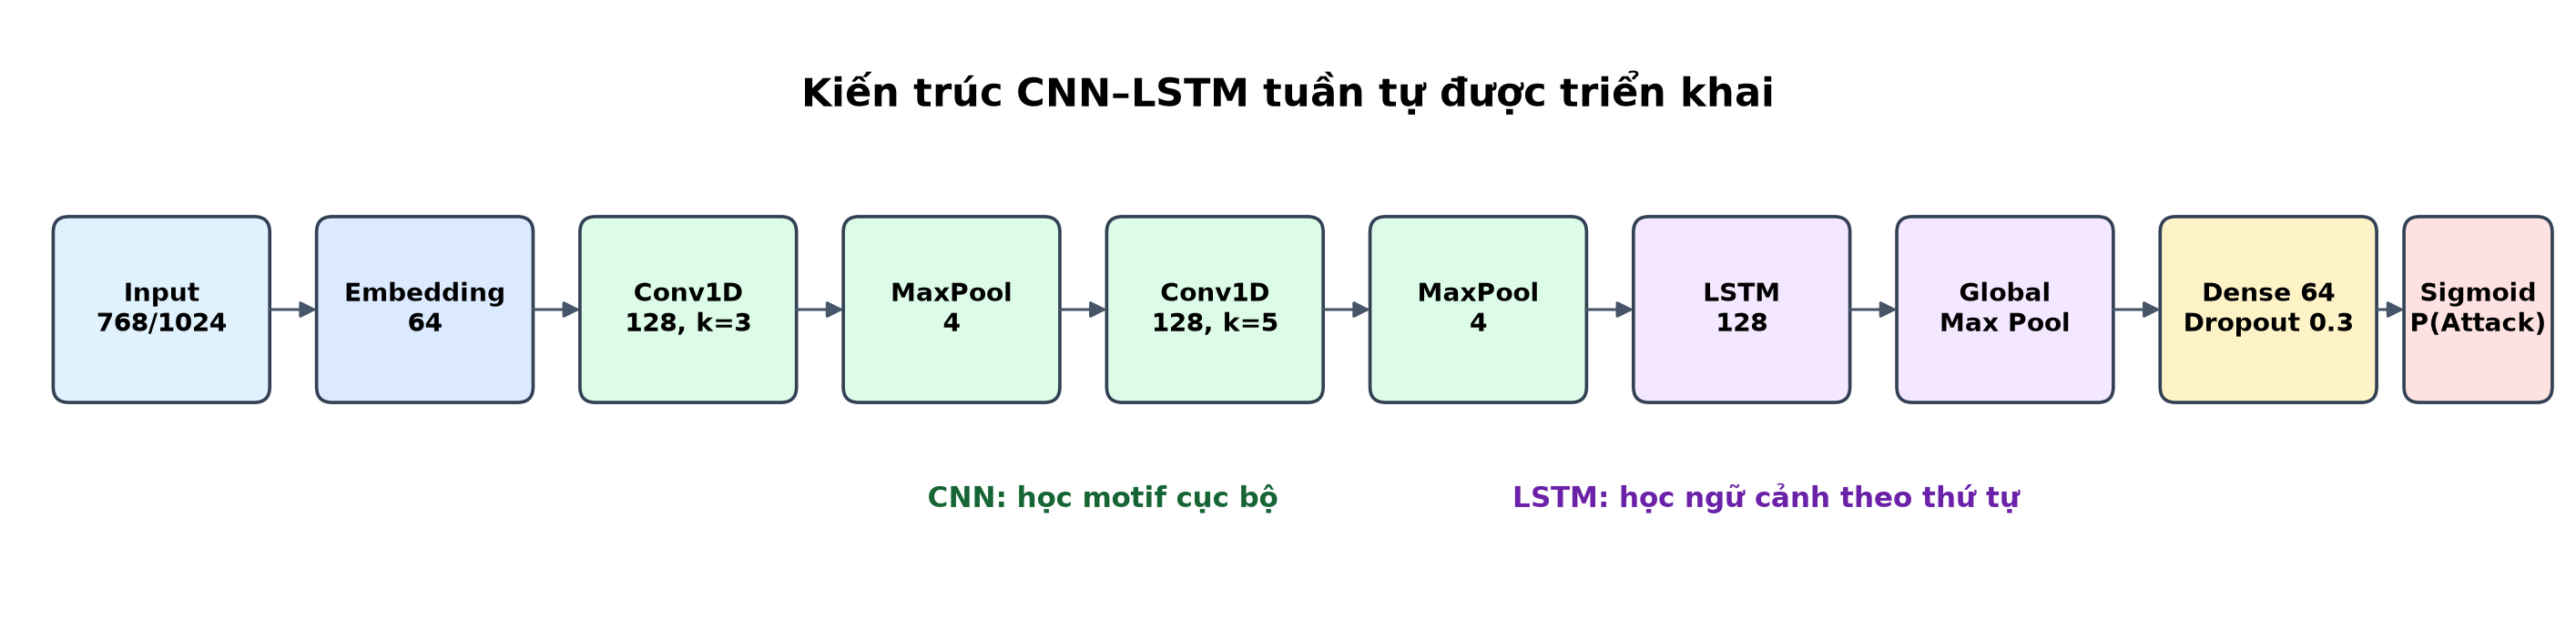 Kiến trúc CNN–LSTM tuần tự được triển khai
Input
768/1024
Embedding
64
Conv1D
128, k=3
MaxPool
4
Conv1D
128, k=5
MaxPool
4
LSTM
128
Global
Max Pool
Dense 64
Dropout 0.3
Sigmoid
P(Attack)
CNN: học motif cục bộ
LSTM: học ngữ cảnh theo thứ tự